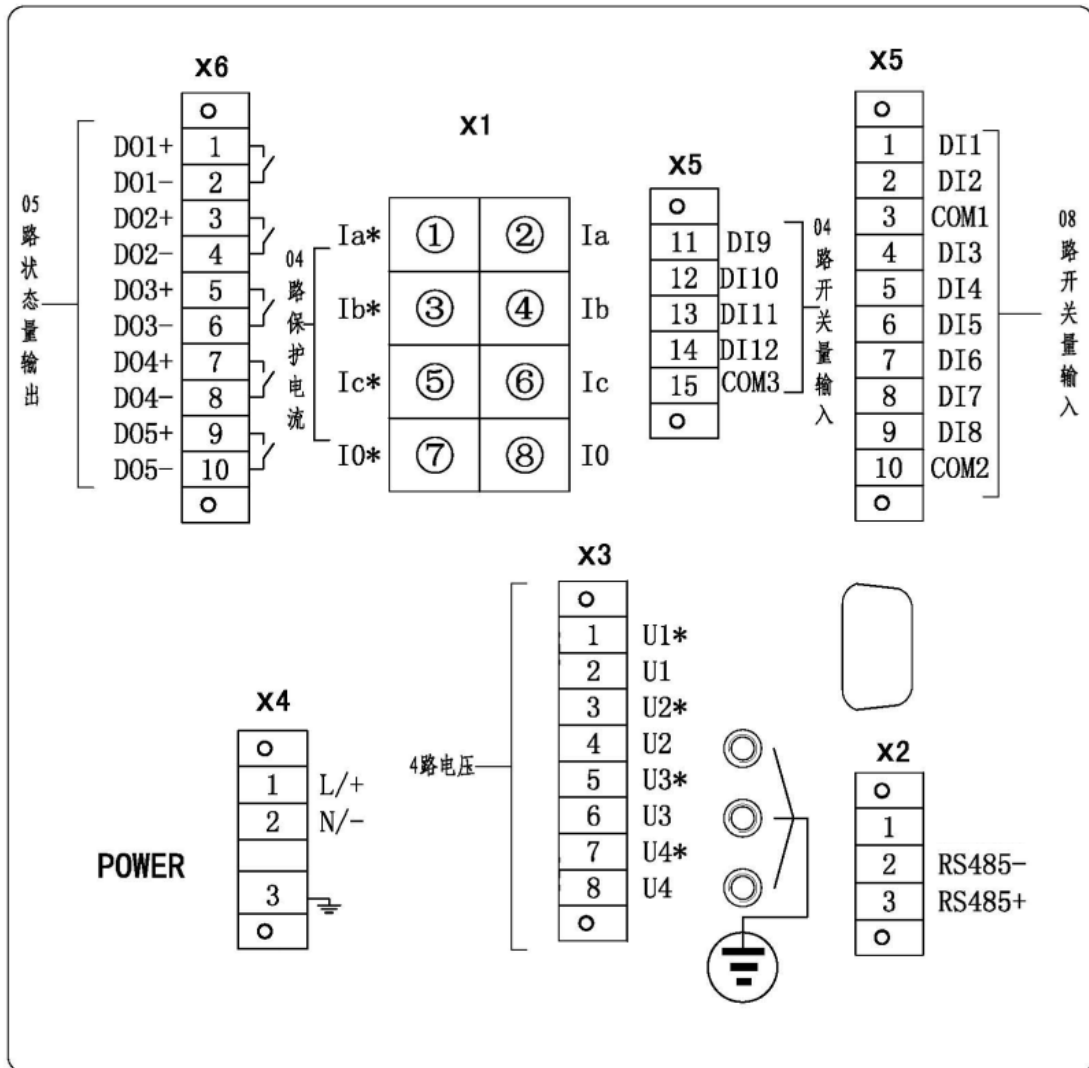 X6
05路状态量输出
DO1+ 1
DO1- 2
DO2+ 3
DO2- 4
DO3+ 5
DO3- 6
DO4+ 7
DO4- 8
DO5+ 9
DO5- 10
X1
04路保护电流
Ia* ① ② Ia
Ib* ③ ④ Ib
Ic* ⑤ ⑥ Ic
I0* ⑦ ⑧ I0
X5
11 DI9
12 DI10
13 DI11
14 DI12
15 COM3
04路开关量输入
X5
1 DI1
2 DI2
3 COM1
4 DI3
5 DI4
6 DI5
7 DI6
8 DI7
9 DI8
10 COM2
08路开关量输入
X4
1 L/+
2 N/-
3
POWER
X3
4路电压
1 U1*
2 U1
3 U2*
4 U2
5 U3*
6 U3
7 U4*
8 U4
X2
1
2 RS485-
3 RS485+